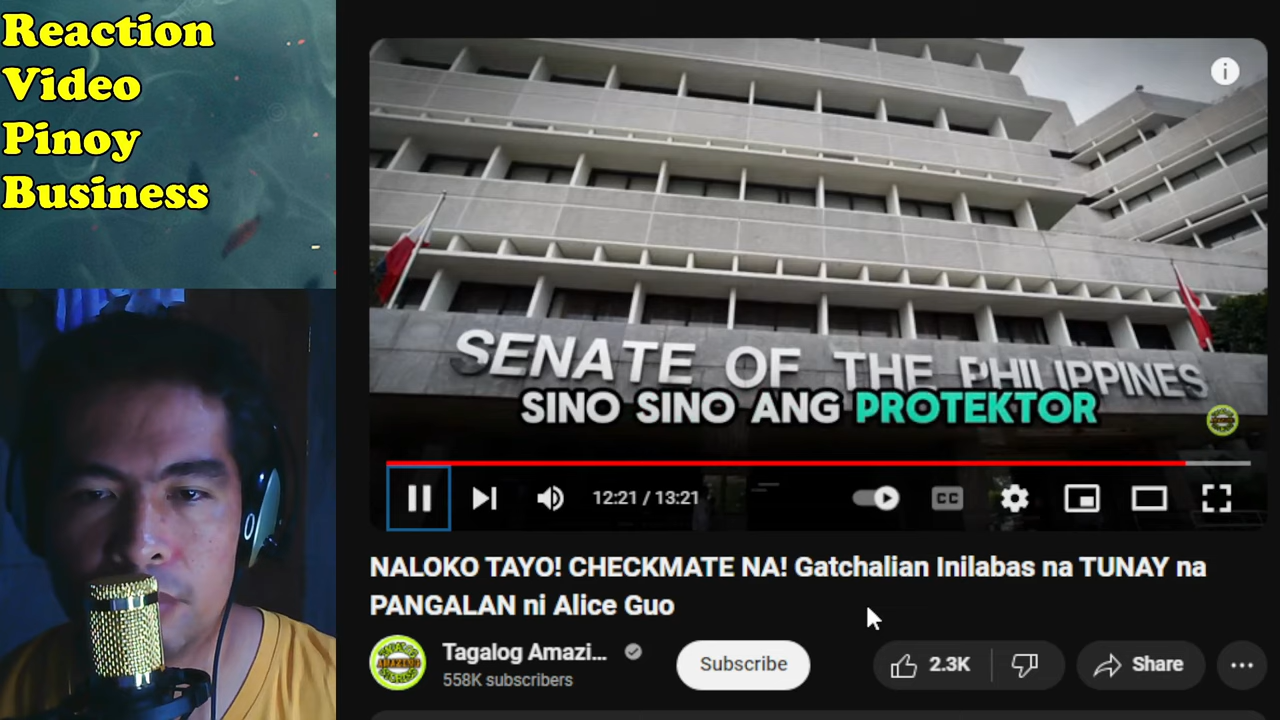 Reaction
Video
Pinoy
Business
SENATE OF THE PHILIPPINES
SINO SINO ANG PROTEKTOR
12:21 / 13:21
CC
NALOKO TAYO! CHECKMATE NA! Gatchalian Inilabas na TUNAY na
PANGALAN ni Alice Guo
Tagalog Amazi...
558K subscribers
Subscribe
2.3K
Share